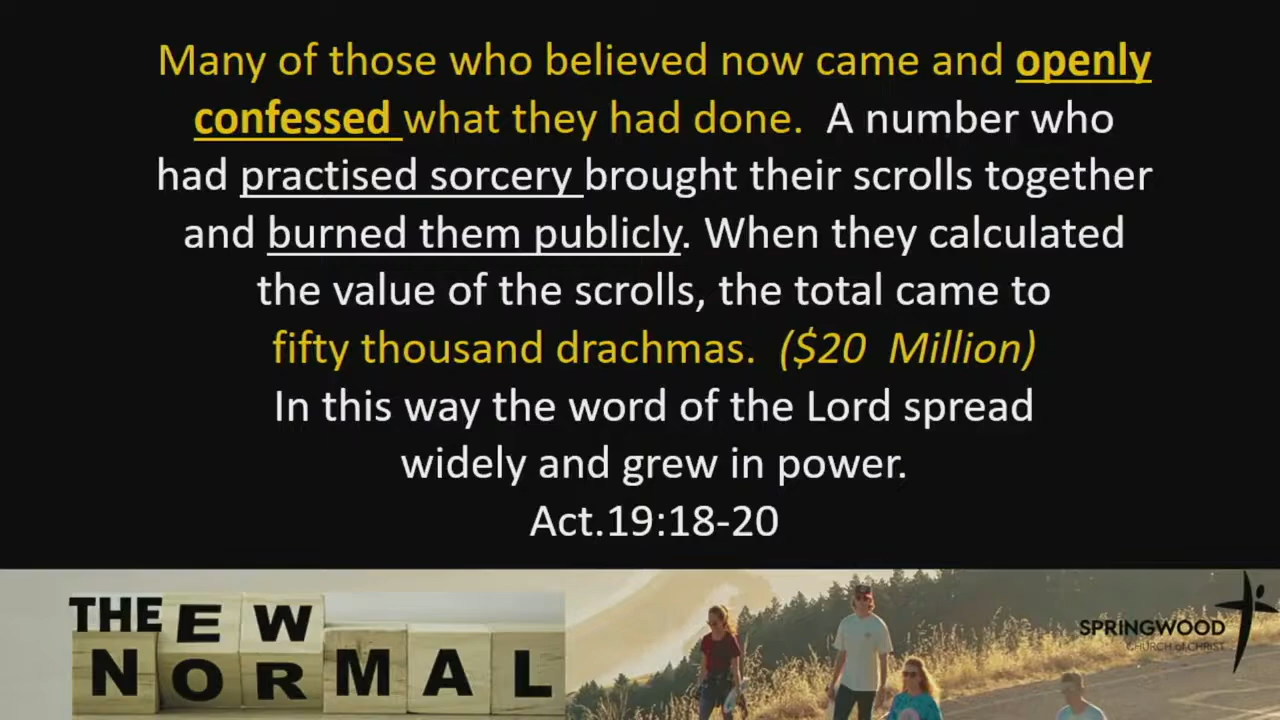 Many of those who believed now came and openly
confessed what they had done.  A number who
had practised sorcery brought their scrolls together
and burned them publicly. When they calculated
the value of the scrolls, the total came to
fifty thousand drachmas.  ($20  Million)
In this way the word of the Lord spread
widely and grew in power.
Act.19:18-20
THE EW
NORMAL
SPRINGWOOD
CHURCH of CHRIST